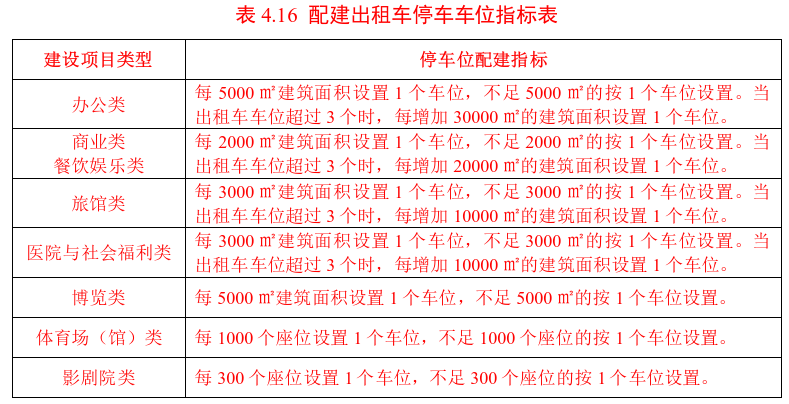 表 4.16 配建出租车停车车位指标表
建设项目类型
停车位配建指标
办公类
每 5000 ㎡建筑面积设置 1 个车位，不足 5000 ㎡的按 1 个车位设置。当
出租车车位超过 3 个时，每增加 30000 ㎡的建筑面积设置 1 个车位。
商业类
餐饮娱乐类
每 2000 ㎡建筑面积设置 1 个车位，不足 2000 ㎡的按 1 个车位设置。当
出租车车位超过 3 个时，每增加 20000 ㎡的建筑面积设置 1 个车位。
旅馆类
每 3000 ㎡建筑面积设置 1 个车位，不足 3000 ㎡的按 1 个车位设置。当
出租车车位超过 3 个时，每增加 10000 ㎡的建筑面积设置 1 个车位。
医院与社会福利类
每 3000 ㎡建筑面积设置 1 个车位，不足 3000 ㎡的按 1 个车位设置。当
出租车车位超过 3 个时，每增加 10000 ㎡的建筑面积设置 1 个车位。
博览类
每 5000 ㎡建筑面积设置 1 个车位，不足 5000 ㎡的按 1 个车位设置。
体育场（馆）类
每 1000 个座位设置 1 个车位，不足 1000 个座位的按 1 个车位设置。
影剧院类
每 300 个座位设置 1 个车位，不足 300 个座位的按 1 个车位设置。